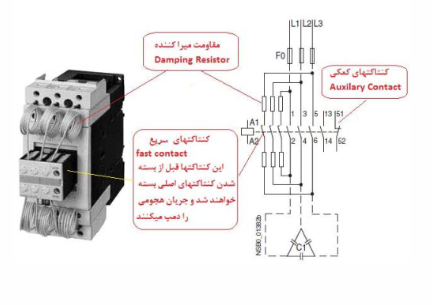 مقاومت میرا کننده
Damping Resistor
کنتاکتهای سریع
fast contact
این کنتاکتها قبل از بسته
شدن کنتاکتهای اصلی بسته
خواهند شد و جریان هجومی
را دمپ میکنند
L1 L2 L3
F0
کنتاکتهای کمکی
Auxilary Contact
A1
A2
1 3 5 13 51
2 4 6 14 52
NSB0_01392b
C1